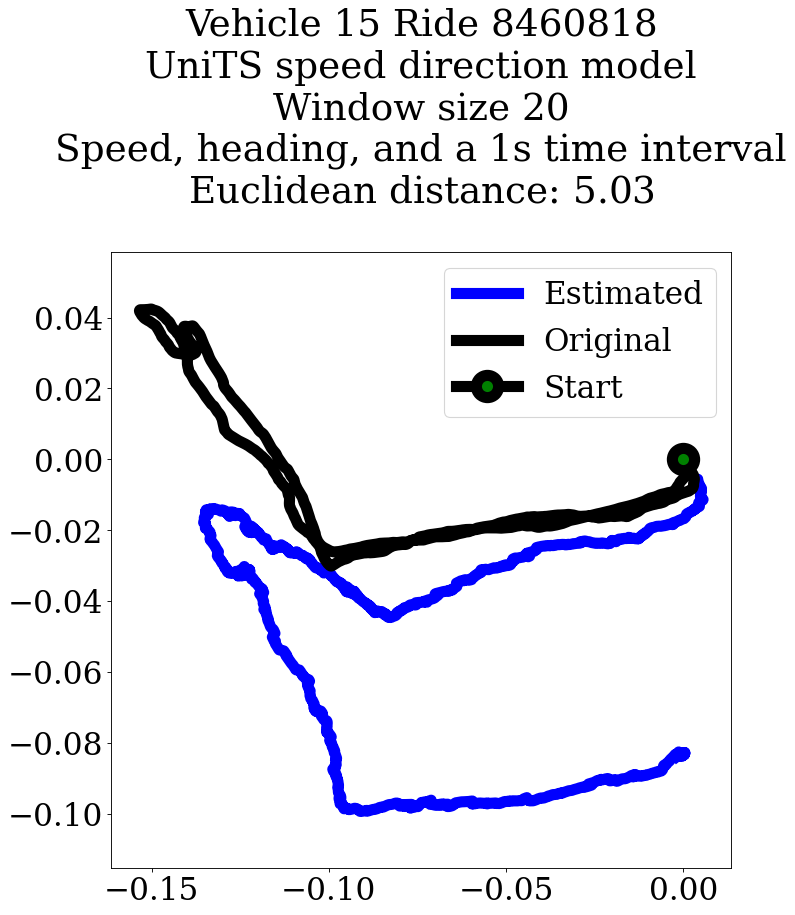 Vehicle 15 Ride 8460818
UniTS speed direction model
Window size 20
Speed, heading, and a 1s time interval
Euclidean distance: 5.03
Estimated
Original
Start
0.04
0.02
0.00
−0.02
−0.04
−0.06
−0.08
−0.10
−0.15 −0.10 −0.05 0.00